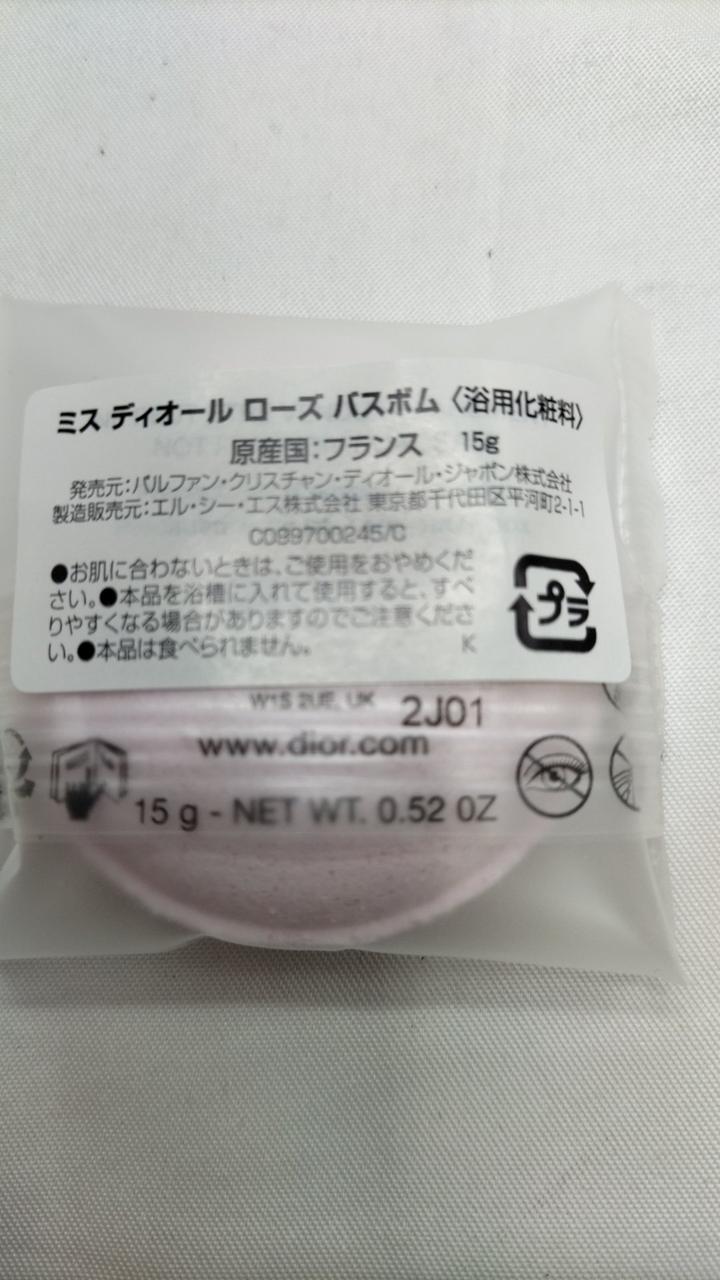 ミス ディオール ローズ バスボム〈浴用化粧料〉
原産国:フランス 15g
発売元:パルファン・クリスチャン・ディオール・ジャポン株式会社
製造販売元:エル・シー・エス株式会社 東京都千代田区平河町2-1-1
C099700245/C
●お肌に合わないときは、ご使用をおやめくだ
さい。●本品を浴槽に入れて使用すると、すべ
りやすくなる場合がありますのでご注意くださ
い。●本品は食べられません。 K
プラ
W1S 2UE, UK 2J01
www.dior.com
15 g - NET WT. 0.52 OZ